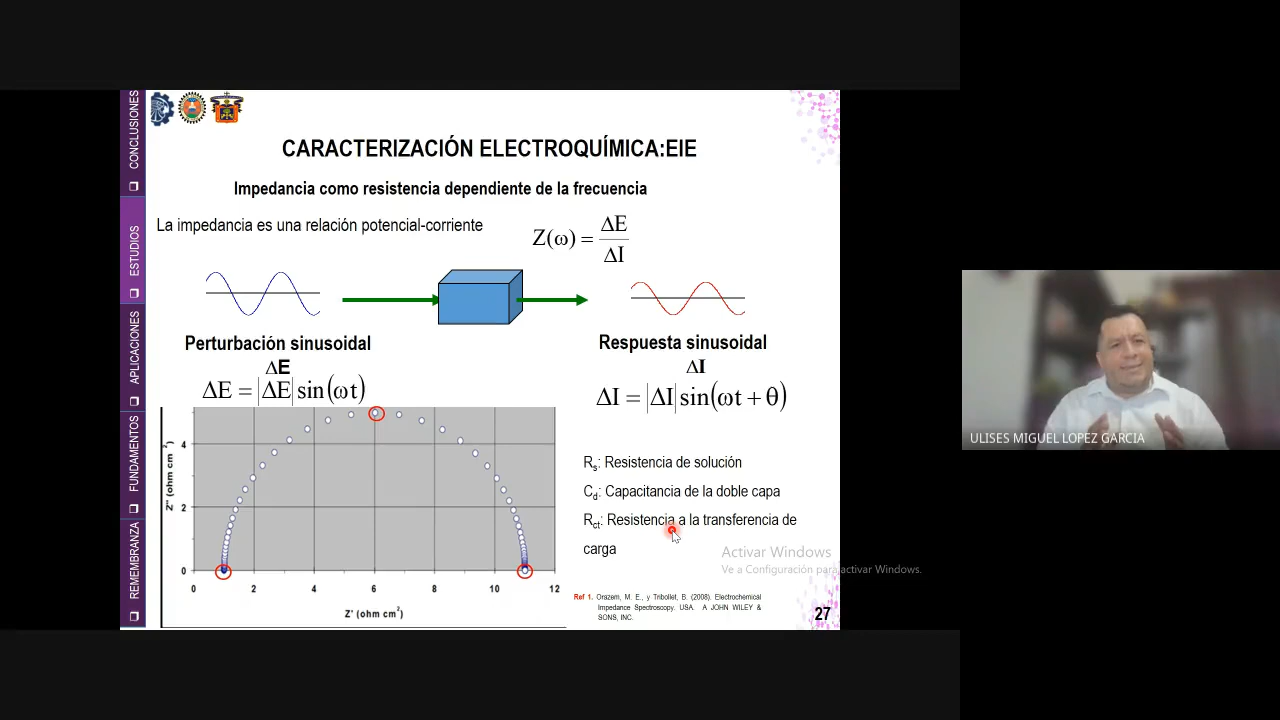 CONCLUSIONES
ESTUDIOS
APLICACIONES
FUNDAMENTOS
REMEMBRANZA
CARACTERIZACIÓN ELECTROQUÍMICA:EIE
Impedancia como resistencia dependiente de la frecuencia
La impedancia es una relación potencial-corriente
Z(ω) = ΔE / ΔI
Perturbación sinusoidal
ΔE
ΔE = |ΔE| sin(ωt)
Respuesta sinusoidal
ΔI
ΔI = |ΔI| sin(ωt + θ)
Z'' (ohm cm²)
4
2
0
0 2 4 6 8 10 12
Z' (ohm cm²)
Rs: Resistencia de solución
Cd: Capacitancia de la doble capa
Rct: Resistencia a la transferencia de
carga
Activar Windows
Ve a Configuración para activar Windows.
Ref 1. Orazem, M. E., y Tribollet, B. (2008). Electrochemical
Impedance Spectroscopy. USA. A JOHN WILEY &
SONS, INC.
27
ULISES MIGUEL LOPEZ GARCIA